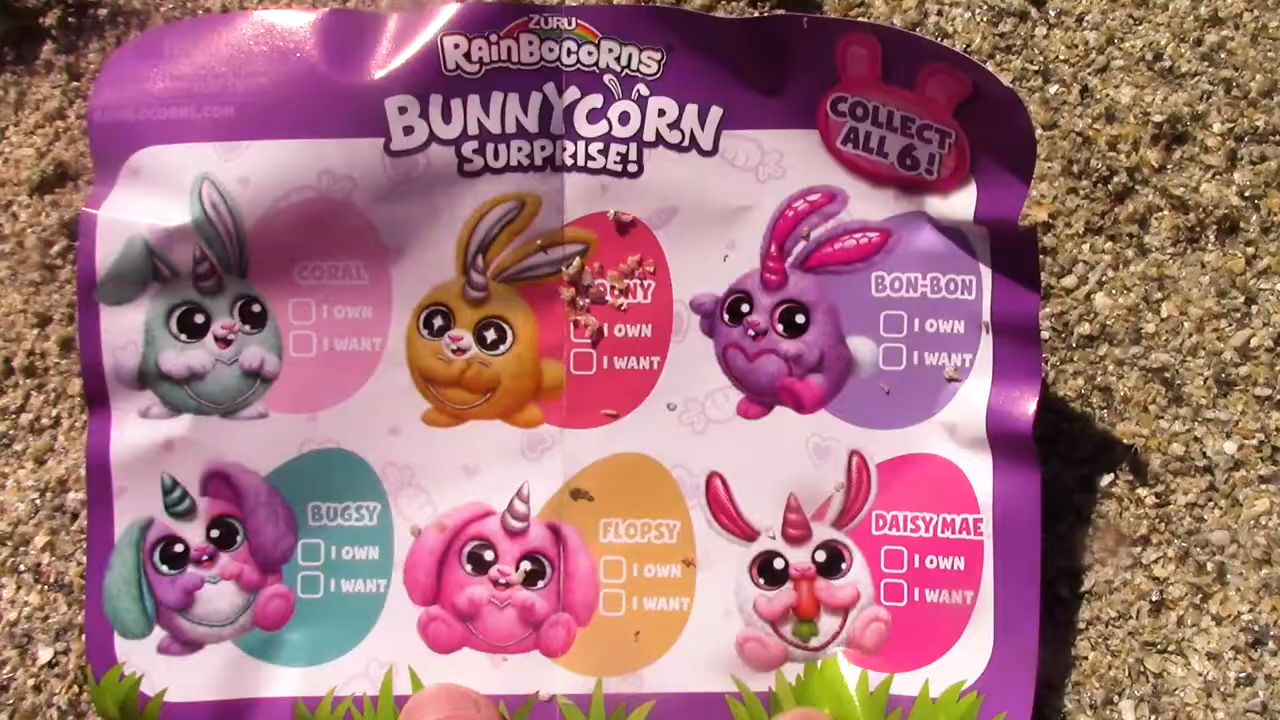 ZURU
RAINBOCORNS
BUNNYCORN
SURPRISE!
COLLECT
ALL 6!
CORAL
I OWN
I WANT
I OWN
I WANT
BON-BON
I OWN
I WANT
BUGSY
I OWN
I WANT
FLOPSY
I OWN
I WANT
DAISY MAE
I OWN
I WANT